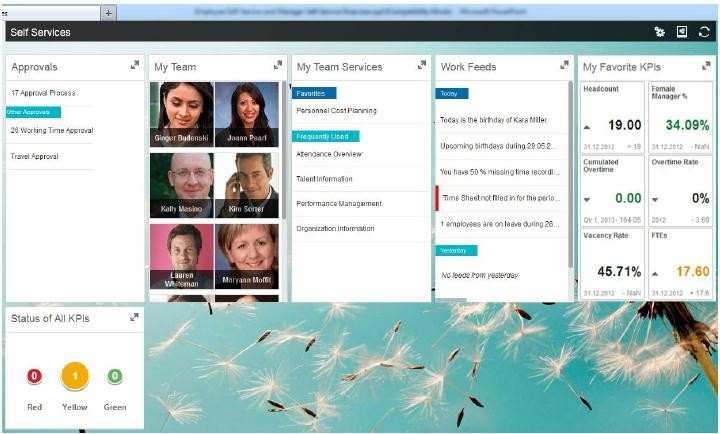 es
+
Self Services
Approvals
17 Approval Process
Other Approvals
26 Working Time Approval
Travel Approval
My Team
Ginger Budenski
Joann Pearl
Kelly Masino
Kim Sorter
Lauren Whiteman
Maryann Moffit
My Team Services
Favorites
Personnel Cost Planning
Frequently Used
Attendance Overview
Talent Information
Performance Management
Organization Information
Work Feeds
Today
Today is the birthday of Kara Miller.
Upcoming birthdays during 29.05.2...
You have 50 % missing time recordi...
Time Sheet not filled in for the perio...
1 employees are on leave during 28...
Yesterday
No feeds from yesterday
My Favorite KPIs
Headcount
19.00
31.12.2012 + 19
Female Manager %
34.09%
31.12.2012 - NaN
Cumulated Overtime
0.00
Qtr 1, 2013 - 164.05
Overtime Rate
0%
2012 - 3.69
Vacancy Rate
45.71%
31.12.2012 - NaN
FTEs
17.60
31.12.2012 + 17.6
Status of All KPIs
0
1
0
Red
Yellow
Green